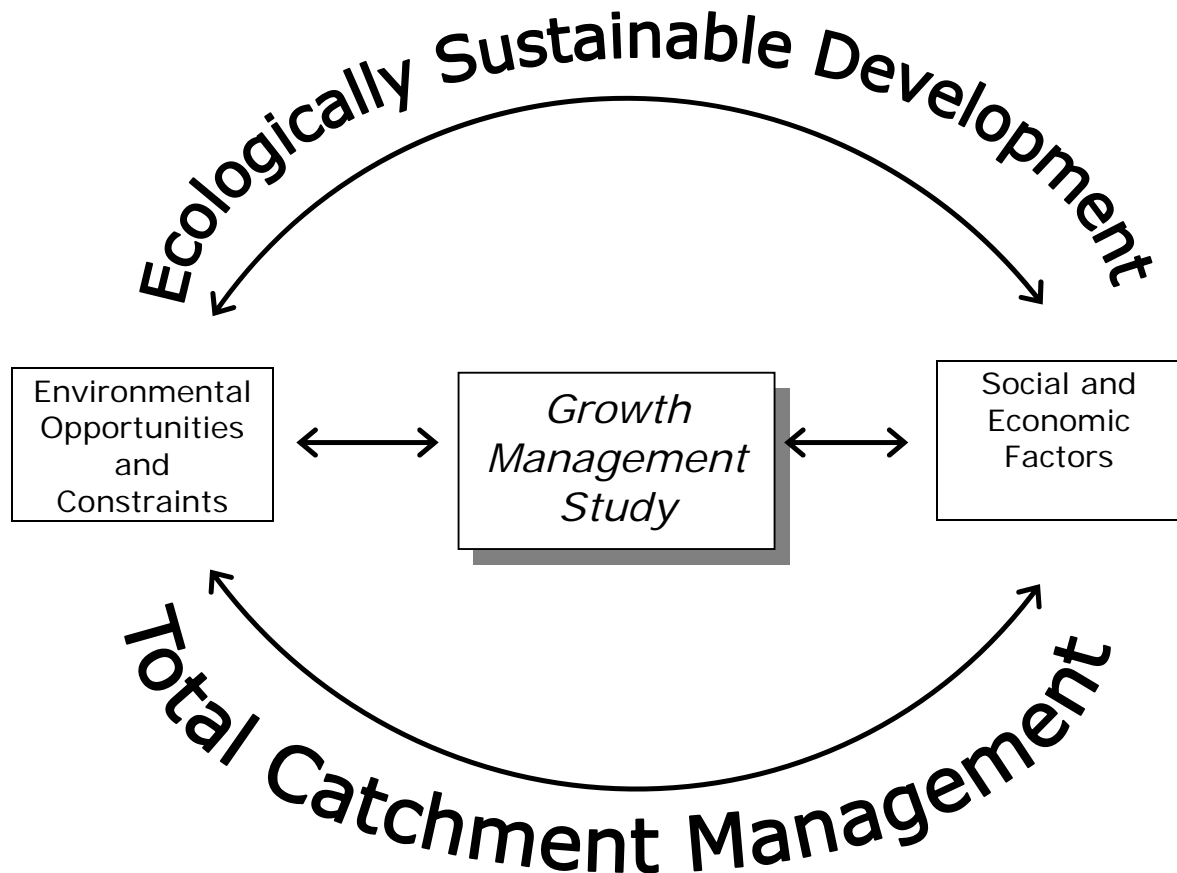 Ecologically Sustainable Development
Environmental
Opportunities
and
Constraints
Growth
Management
Study
Social and
Economic
Factors
Total Catchment Management